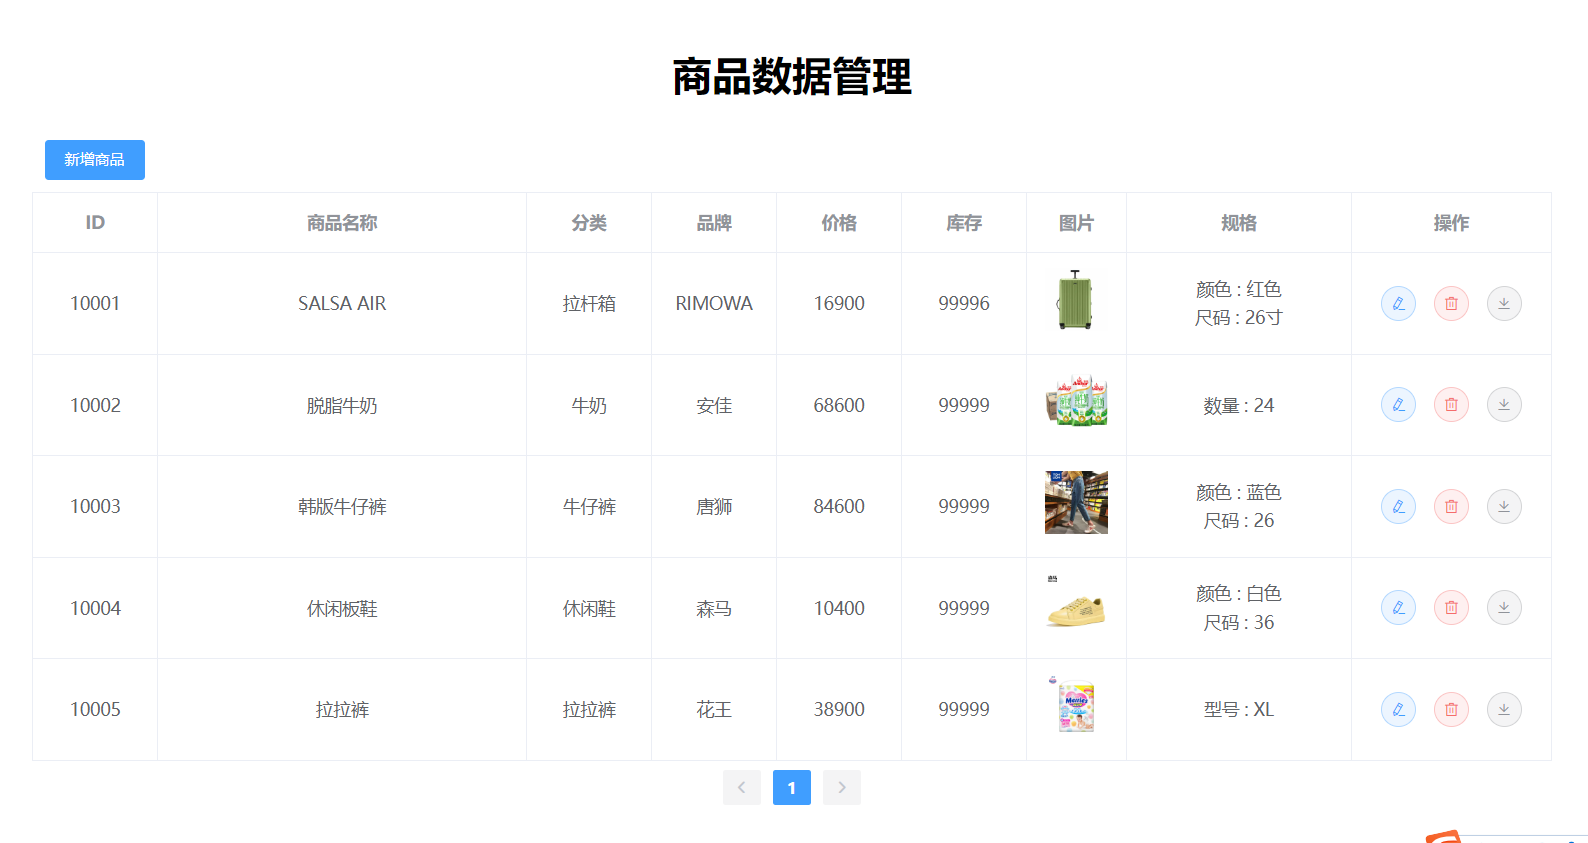 商品数据管理
新增商品
ID 商品名称 分类 品牌 价格 库存 图片 规格 操作
10001 SALSA AIR 拉杆箱 RIMOWA 16900 99996 颜色 : 红色
尺码 : 26寸
10002 脱脂牛奶 牛奶 安佳 68600 99999 数量 : 24
10003 韩版牛仔裤 牛仔裤 唐狮 84600 99999 颜色 : 蓝色
尺码 : 26
10004 休闲板鞋 休闲鞋 森马 10400 99999 颜色 : 白色
尺码 : 36
10005 拉拉裤 拉拉裤 花王 38900 99999 型号 : XL
Merries
1